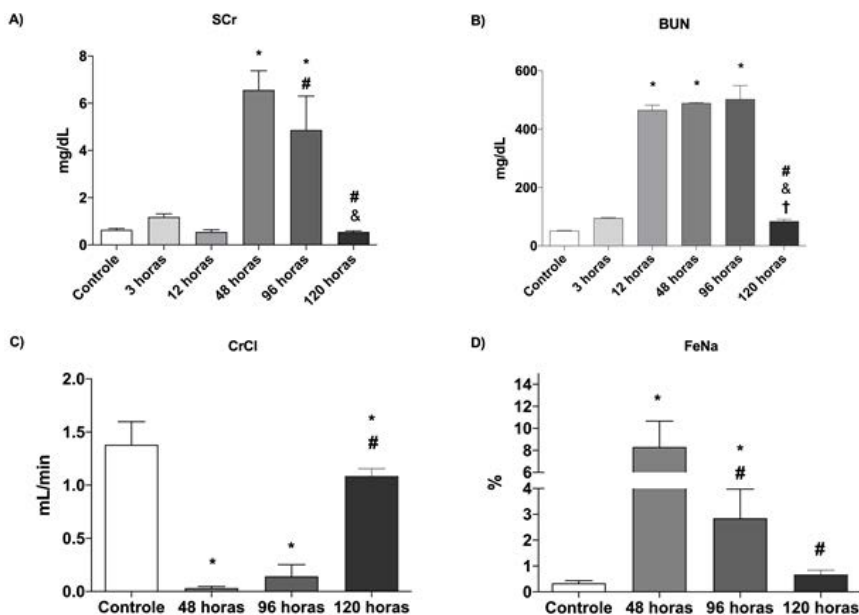 A)
SCr
mg/dL
8
6
4
2
0
*
*
#
#
&
Controle
3 horas
12 horas
48 horas
96 horas
120 horas
B)
BUN
mg/dL
600
400
200
0
*
*
*
#
&
†
Controle
3 horas
12 horas
48 horas
96 horas
120 horas
C)
CrCl
mL/min
2.0
1.5
1.0
0.5
0.0
*
*
*
#
Controle 48 horas 96 horas 120 horas
D)
FeNa
%
14
12
10
8
6
4
4
3
2
1
0
*
*
#
#
Controle 48 horas 96 horas 120 horas